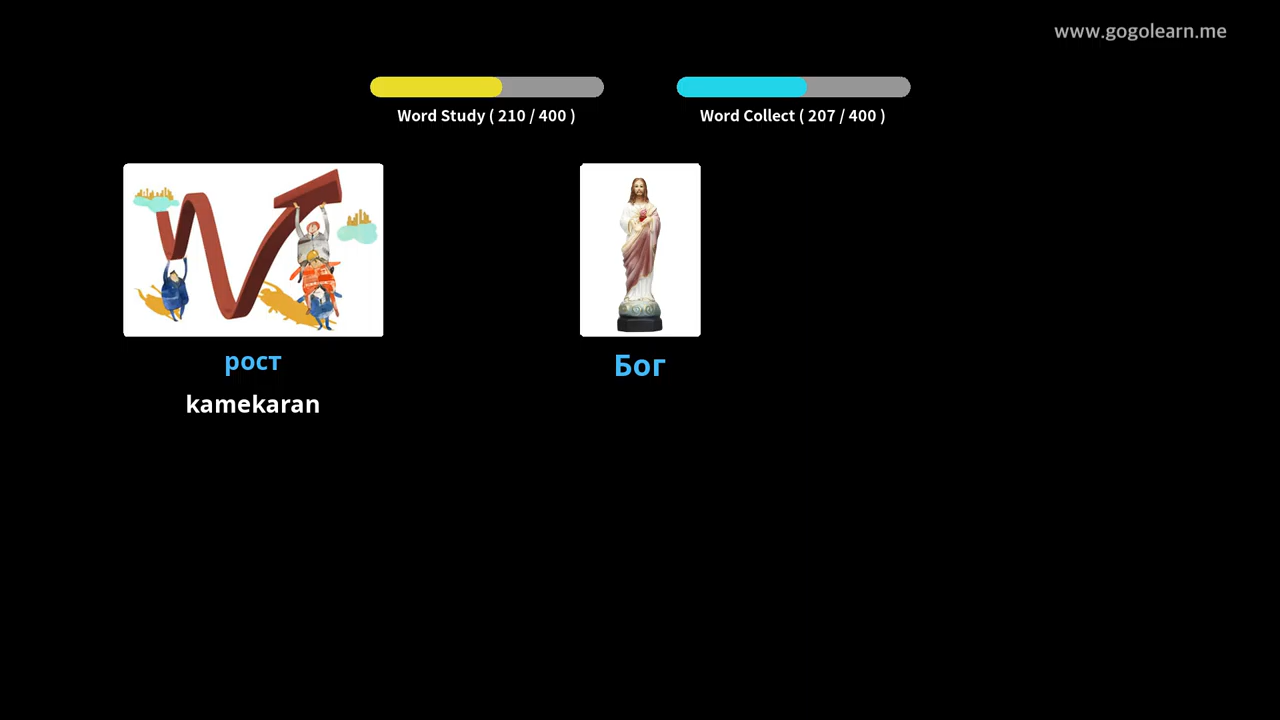 www.gogolearn.me
Word Study ( 210 / 400 )
Word Collect ( 207 / 400 )
рост
kamekaran
Бог